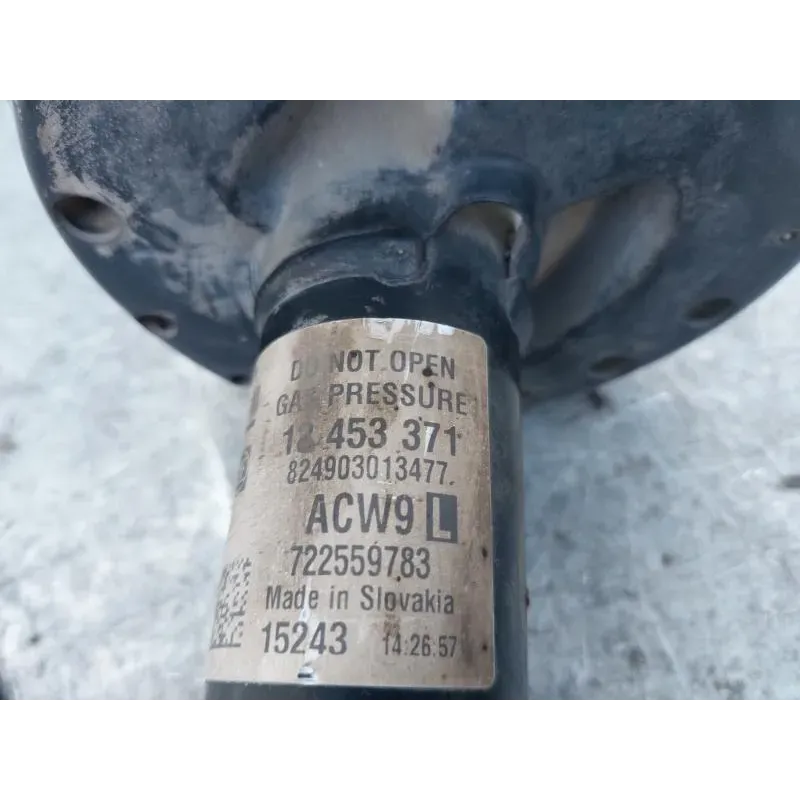 DO NOT OPEN
GAS PRESSURE
13 453 371
824903013477
ACW9 L
722559783
Made in Slovakia
15243 14:26:57